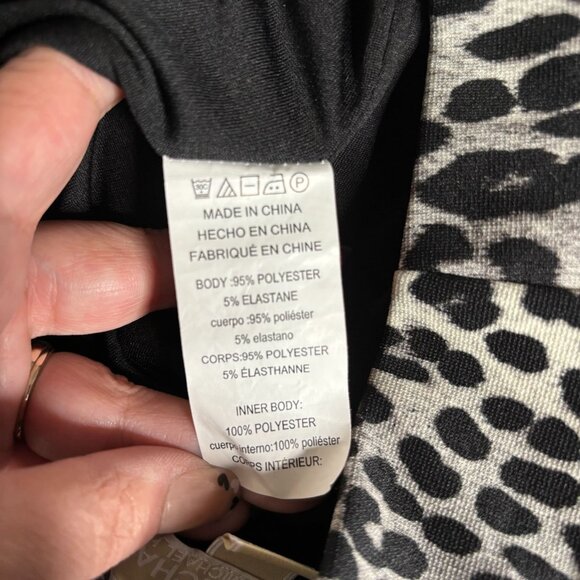 30C P
MADE IN CHINA
HECHO EN CHINA
FABRIQUÉ EN CHINE
BODY :95% POLYESTER
5% ELASTANE
cuerpo :95% poliéster
5% elastano
CORPS:95% POLYESTER
5% ÉLASTHANNE
INNER BODY:
100% POLYESTER
cuerpo interno:100% poliéster
CORPS INTÉRIEUR: